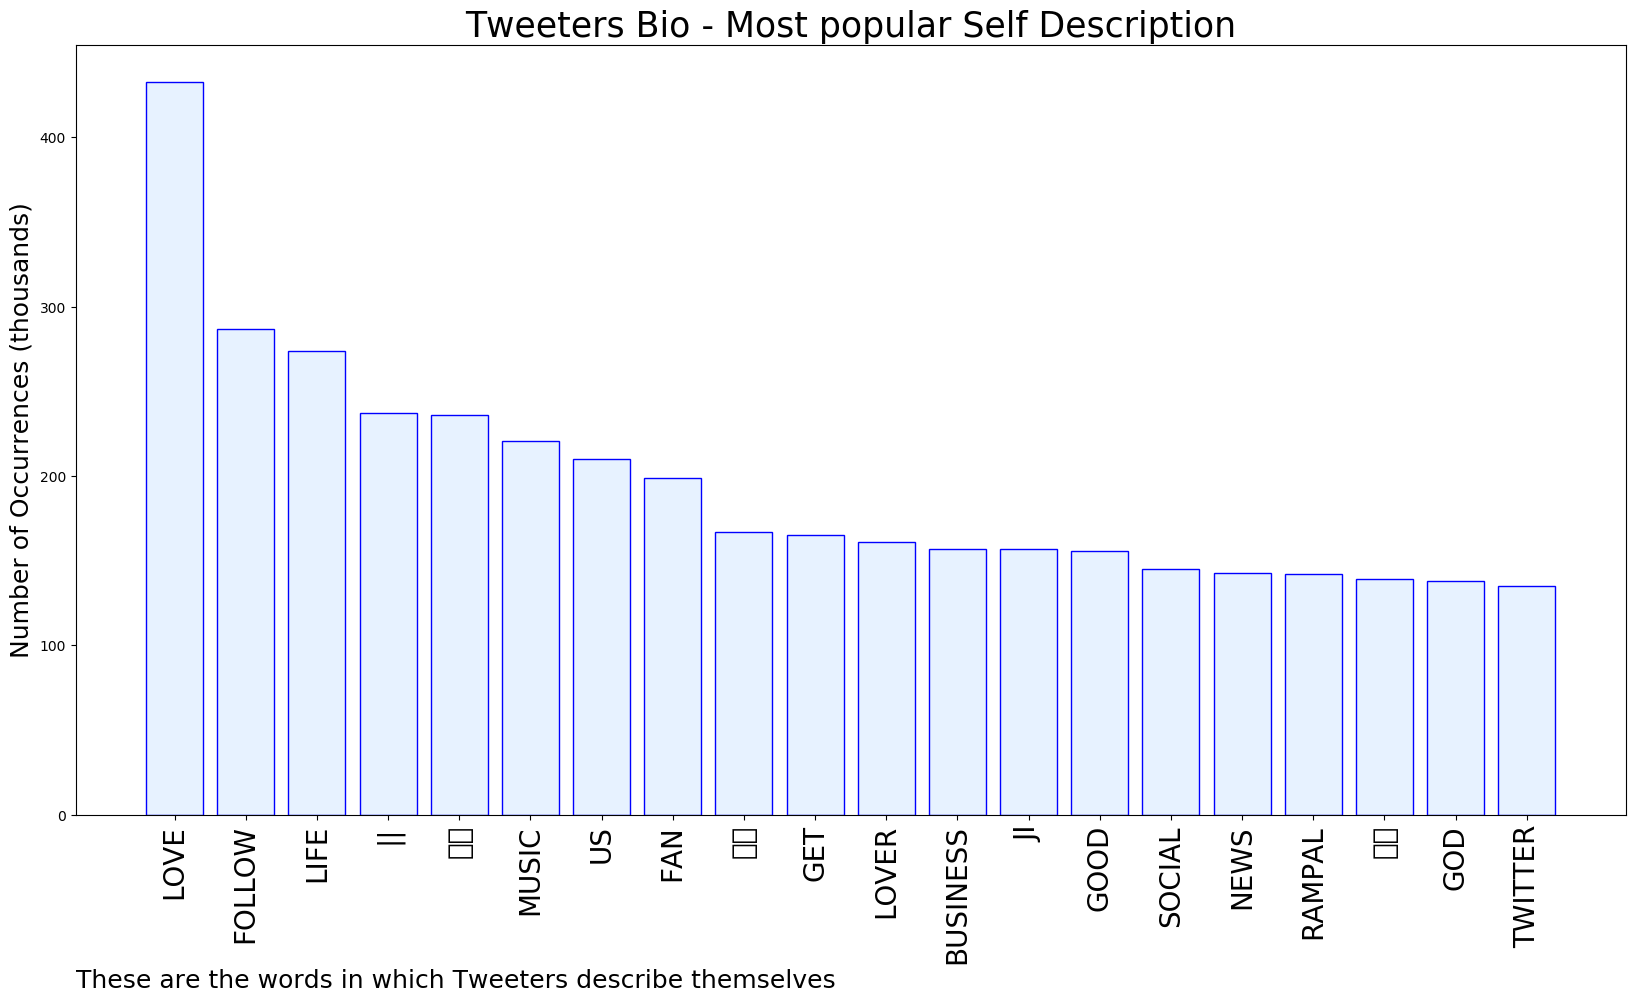 Tweeters Bio - Most popular Self Description
Number of Occurrences (thousands)
400
300
200
100
0
LOVE
FOLLOW
LIFE
||
MUSIC
US
FAN
GET
LOVER
BUSINESS
JI
GOOD
SOCIAL
NEWS
RAMPAL
GOD
TWITTER
These are the words in which Tweeters describe themselves